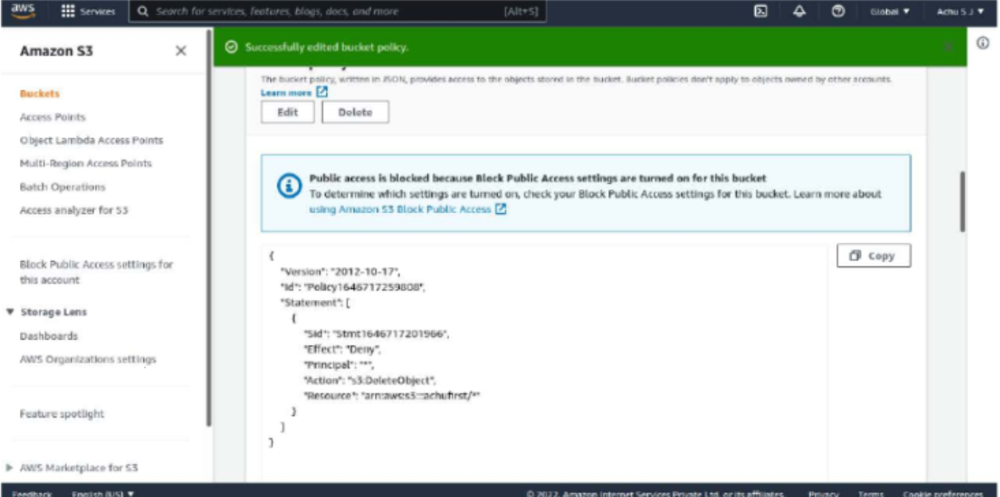 aws
Services
Search for services, features, blogs, docs, and more
[Alt+S]
Global ▼
Achu S J ▼
Amazon S3
Buckets
Access Points
Object Lambda Access Points
Multi-Region Access Points
Batch Operations
Access analyzer for S3
Block Public Access settings for
this account
▼ Storage Lens
Dashboards
AWS Organizations settings
Feature spotlight
▶ AWS Marketplace for S3
Successfully edited bucket policy.
The bucket policy, written in JSON, provides access to the objects stored in the bucket. Bucket policies don't apply to objects owned by other accounts.
Learn more
Edit
Delete
Public access is blocked because Block Public Access settings are turned on for this bucket
To determine which settings are turned on, check your Block Public Access settings for this bucket. Learn more about
using Amazon S3 Block Public Access
Copy
{
"Version": "2012-10-17",
"Id": "Policy1646717259808",
"Statement": [
{
"Sid": "Stmt1646717201966",
"Effect": "Deny",
"Principal": "*",
"Action": "s3:DeleteObject",
"Resource": "arn:aws:s3:::achufirst/*"
}
]
}
Feedback
English (US) ▼
© 2022, Amazon Internet Services Private Ltd. or its affiliates.
Privacy
Terms
Cookie preferences